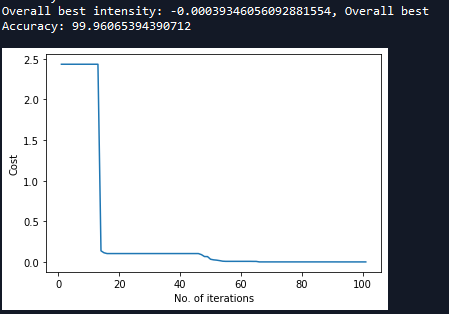 Overall best intensity: -0.00039346056092881554, Overall best
Accuracy: 99.96065394390712
2.5
2.0
1.5
1.0
0.5
0.0
Cost
0 20 40 60 80 100
No. of iterations